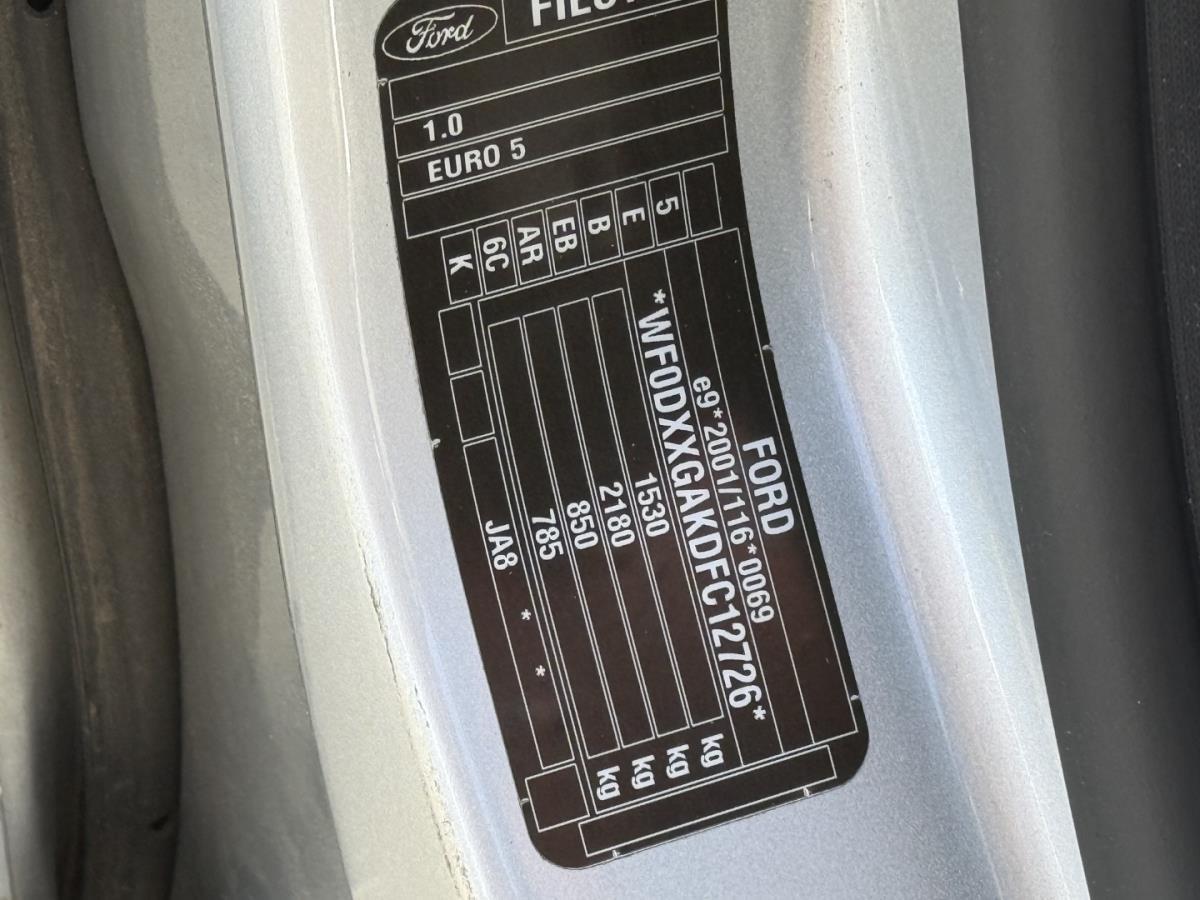 Ford
1.0
EURO 5
5
E
B
EB
AR
6C
K
FORD
e9*2001/116*0069
*WF0DXXGAKDFC12726*
1530 kg
2180 kg
850 kg
785 kg
JA8 * *